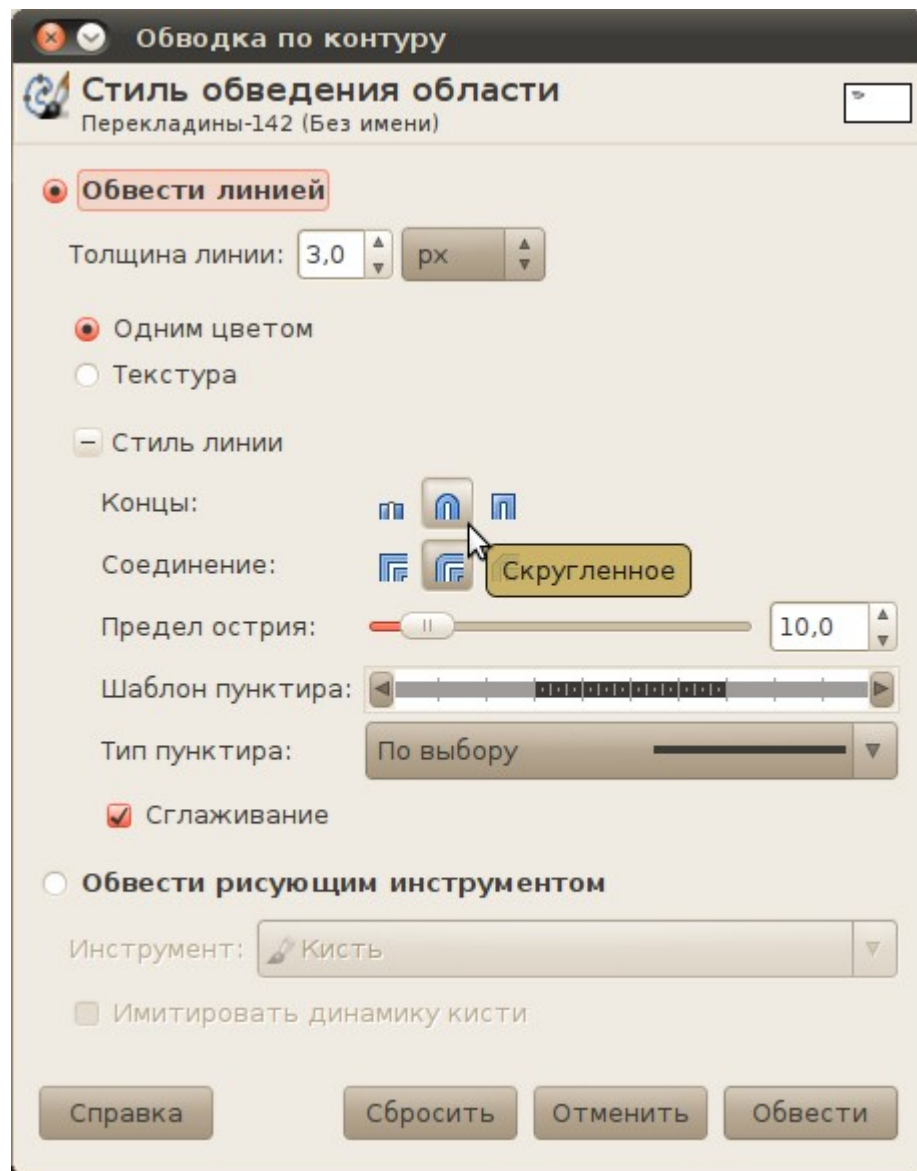 Обводка по контуру
Стиль обведения области
Перекладины-142 (Без имени)
Обвести линией
Толщина линии: 3,0 px
Одним цветом
Текстура
Стиль линии
Концы:
Соединение:
Скругленное
Предел острия: 10,0
Шаблон пунктира:
Тип пунктира: По выбору
Сглаживание
Обвести рисующим инструментом
Инструмент: Кисть
Имитировать динамику кисти
Справка Сбросить Отменить Обвести